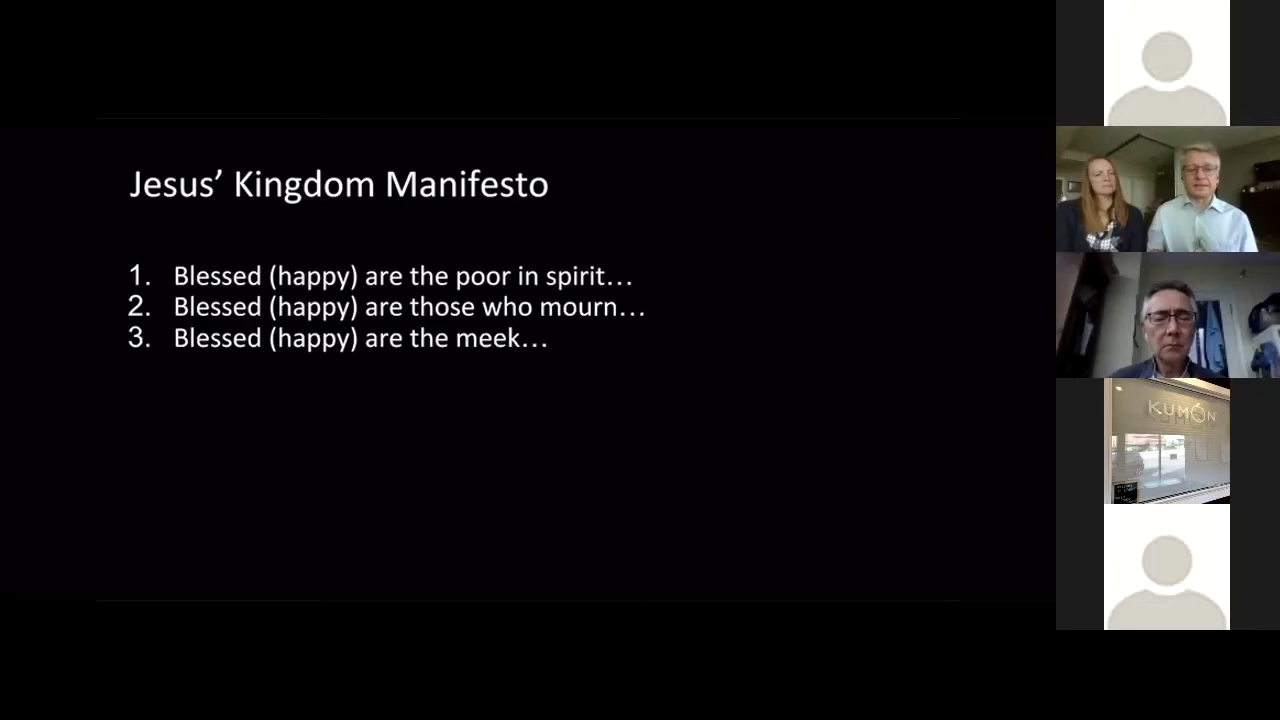 Jesus’ Kingdom Manifesto
1. Blessed (happy) are the poor in spirit…
2. Blessed (happy) are those who mourn…
3. Blessed (happy) are the meek…
KUMON